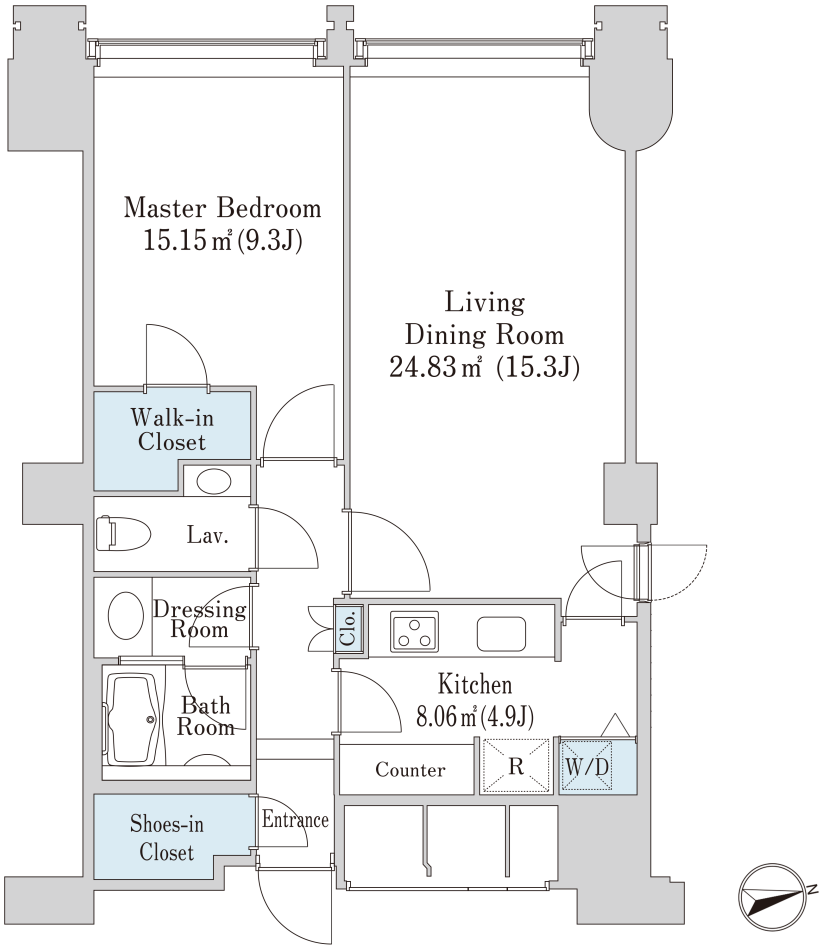 Master Bedroom
15.15㎡(9.3J)
Living
Dining Room
24.83㎡ (15.3J)
Walk-in
Closet
Lav.
Dressing
Room
Clo.
Bath
Room
Kitchen
8.06㎡(4.9J)
Counter
R
W/D
Shoes-in
Closet
Entrance
N